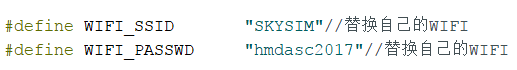 #define WIFI_SSID       "SKYSIM"//替换自己的WIFI
#define WIFI_PASSWD     "hmdasc2017"//替换自己的WIFI